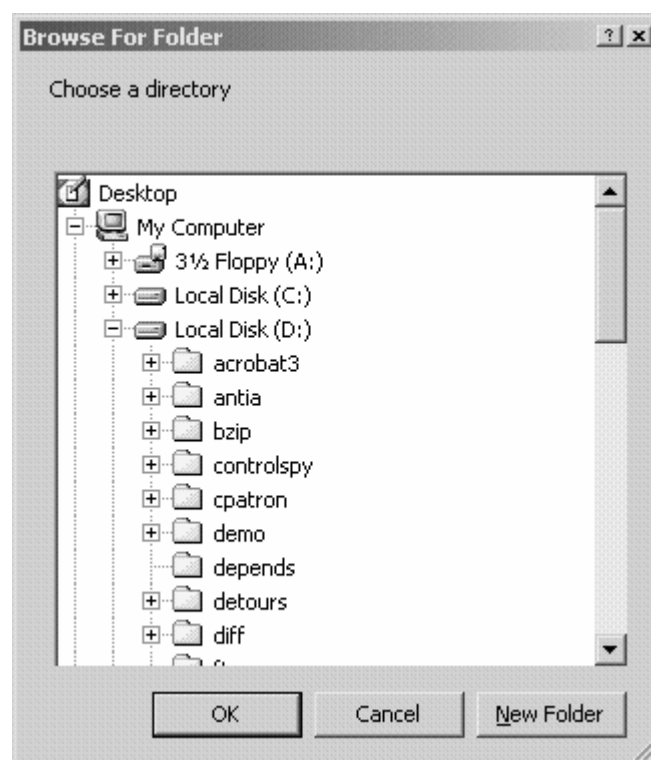 Browse For Folder
Choose a directory
Desktop
My Computer
3½ Floppy (A:)
Local Disk (C:)
Local Disk (D:)
acrobat3
antia
bzip
controlspy
cpatron
demo
depends
detours
diff
OK Cancel New Folder